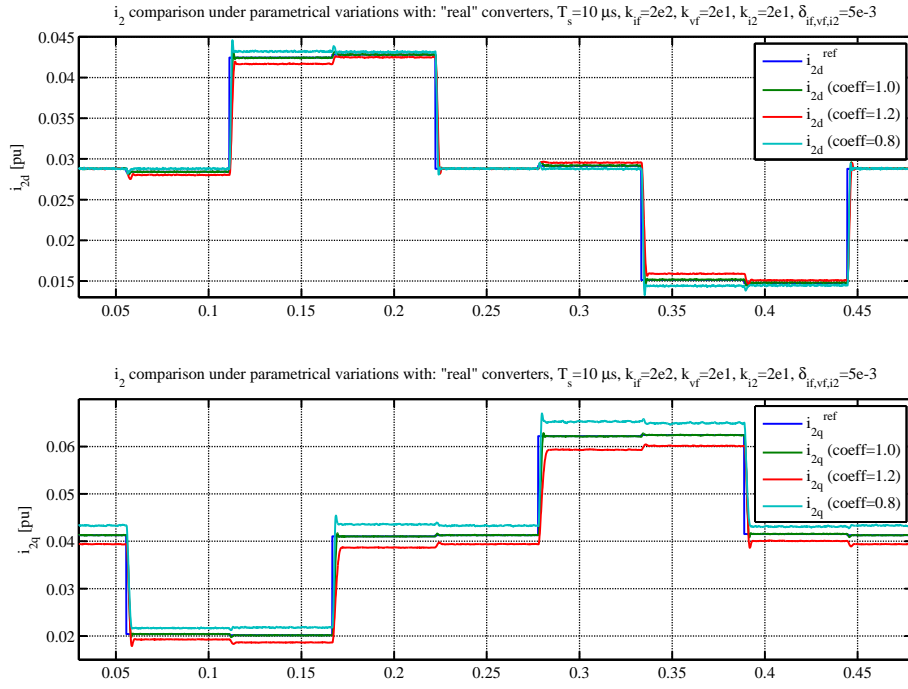 i2 comparison under parametrical variations with: "real" converters, Ts=10 μs, kif=2e2, kvf=2e1, ki2=2e1, δif,vf,i2=5e-3
0.045
0.04
0.035
0.03
0.025
0.02
0.015
i2d [pu]
i2d^ref
i2d (coeff=1.0)
i2d (coeff=1.2)
i2d (coeff=0.8)
0.05 0.1 0.15 0.2 0.25 0.3 0.35 0.4 0.45
i2 comparison under parametrical variations with: "real" converters, Ts=10 μs, kif=2e2, kvf=2e1, ki2=2e1, δif,vf,i2=5e-3
0.06
0.05
0.04
0.03
0.02
i2q [pu]
i2q^ref
i2q (coeff=1.0)
i2q (coeff=1.2)
i2q (coeff=0.8)
0.05 0.1 0.15 0.2 0.25 0.3 0.35 0.4 0.45